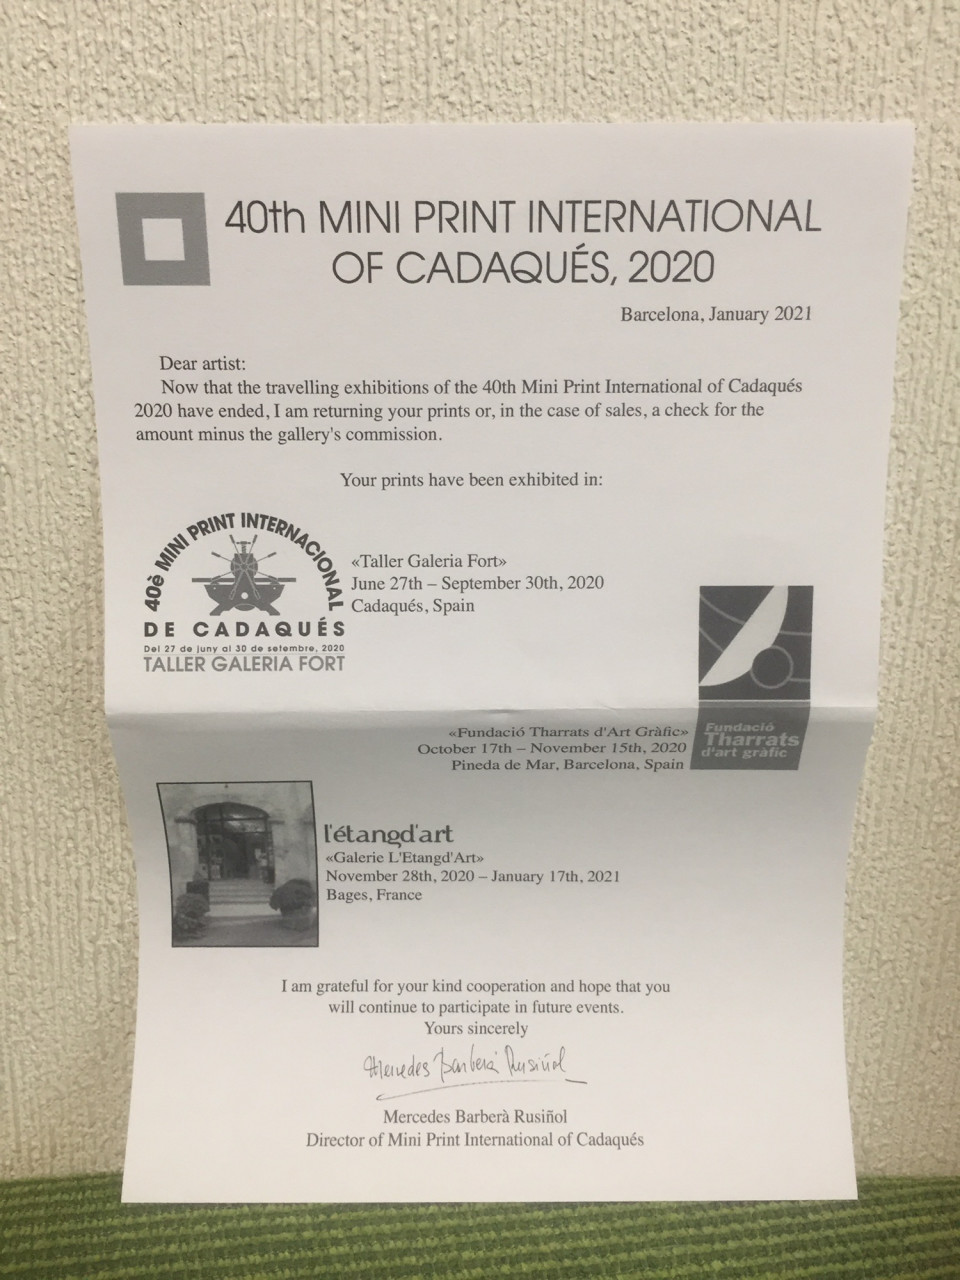 40th MINI PRINT INTERNATIONAL
OF CADAQUÉS, 2020
Barcelona, January 2021
Dear artist:
Now that the travelling exhibitions of the 40th Mini Print International of Cadaqués
2020 have ended, I am returning your prints or, in the case of sales, a check for the
amount minus the gallery's commission.
Your prints have been exhibited in:
40è MINI PRINT INTERNACIONAL
DE CADAQUÉS
Del 27 de juny al 30 de setembre, 2020
TALLER GALERIA FORT
«Taller Galeria Fort»
June 27th – September 30th, 2020
Cadaqués, Spain
«Fundació Tharrats d'Art Gràfic»
October 17th – November 15th, 2020
Pineda de Mar, Barcelona, Spain
Fundació
Tharrats
d'art gràfic
l'étangd'art
«Galerie L'Etangd'Art»
November 28th, 2020 – January 17th, 2021
Bages, France
I am grateful for your kind cooperation and hope that you
will continue to participate in future events.
Yours sincerely
Mercedes Barberà Rusiñol
Mercedes Barberà Rusiñol
Director of Mini Print International of Cadaqués